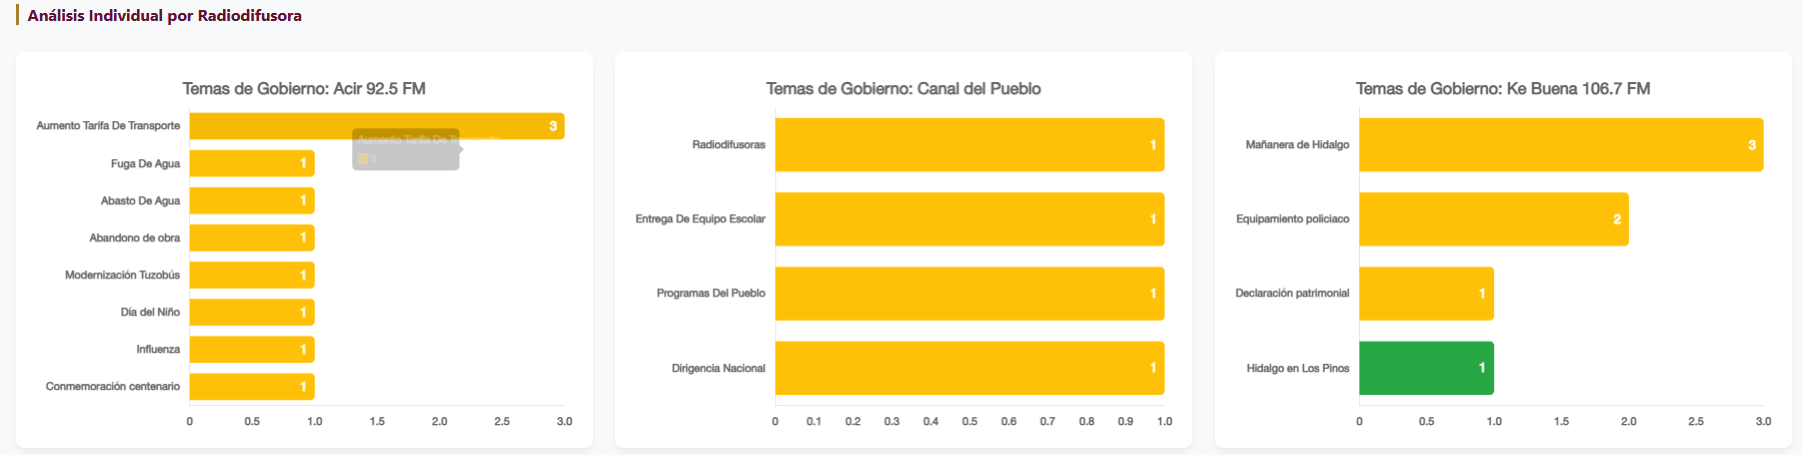 Análisis Individual por Radiodifusora
Temas de Gobierno: Acir 92.5 FM
Aumento Tarifa De Transporte
3
Aumento Tarifa De Transporte
3
Fuga De Agua
1
Abasto De Agua
1
Abandono de obra
1
Modernización Tuzobús
1
Día del Niño
1
Influenza
1
Conmemoración centenario
1
0 0.5 1.0 1.5 2.0 2.5 3.0
Temas de Gobierno: Canal del Pueblo
Radiodifusoras
1
Entrega De Equipo Escolar
1
Programas Del Pueblo
1
Dirigencia Nacional
1
0 0.1 0.2 0.3 0.4 0.5 0.6 0.7 0.8 0.9 1.0
Temas de Gobierno: Ke Buena 106.7 FM
Mañanera de Hidalgo
3
Equipamiento policiaco
2
Declaración patrimonial
1
Hidalgo en Los Pinos
1
0 0.5 1.0 1.5 2.0 2.5 3.0